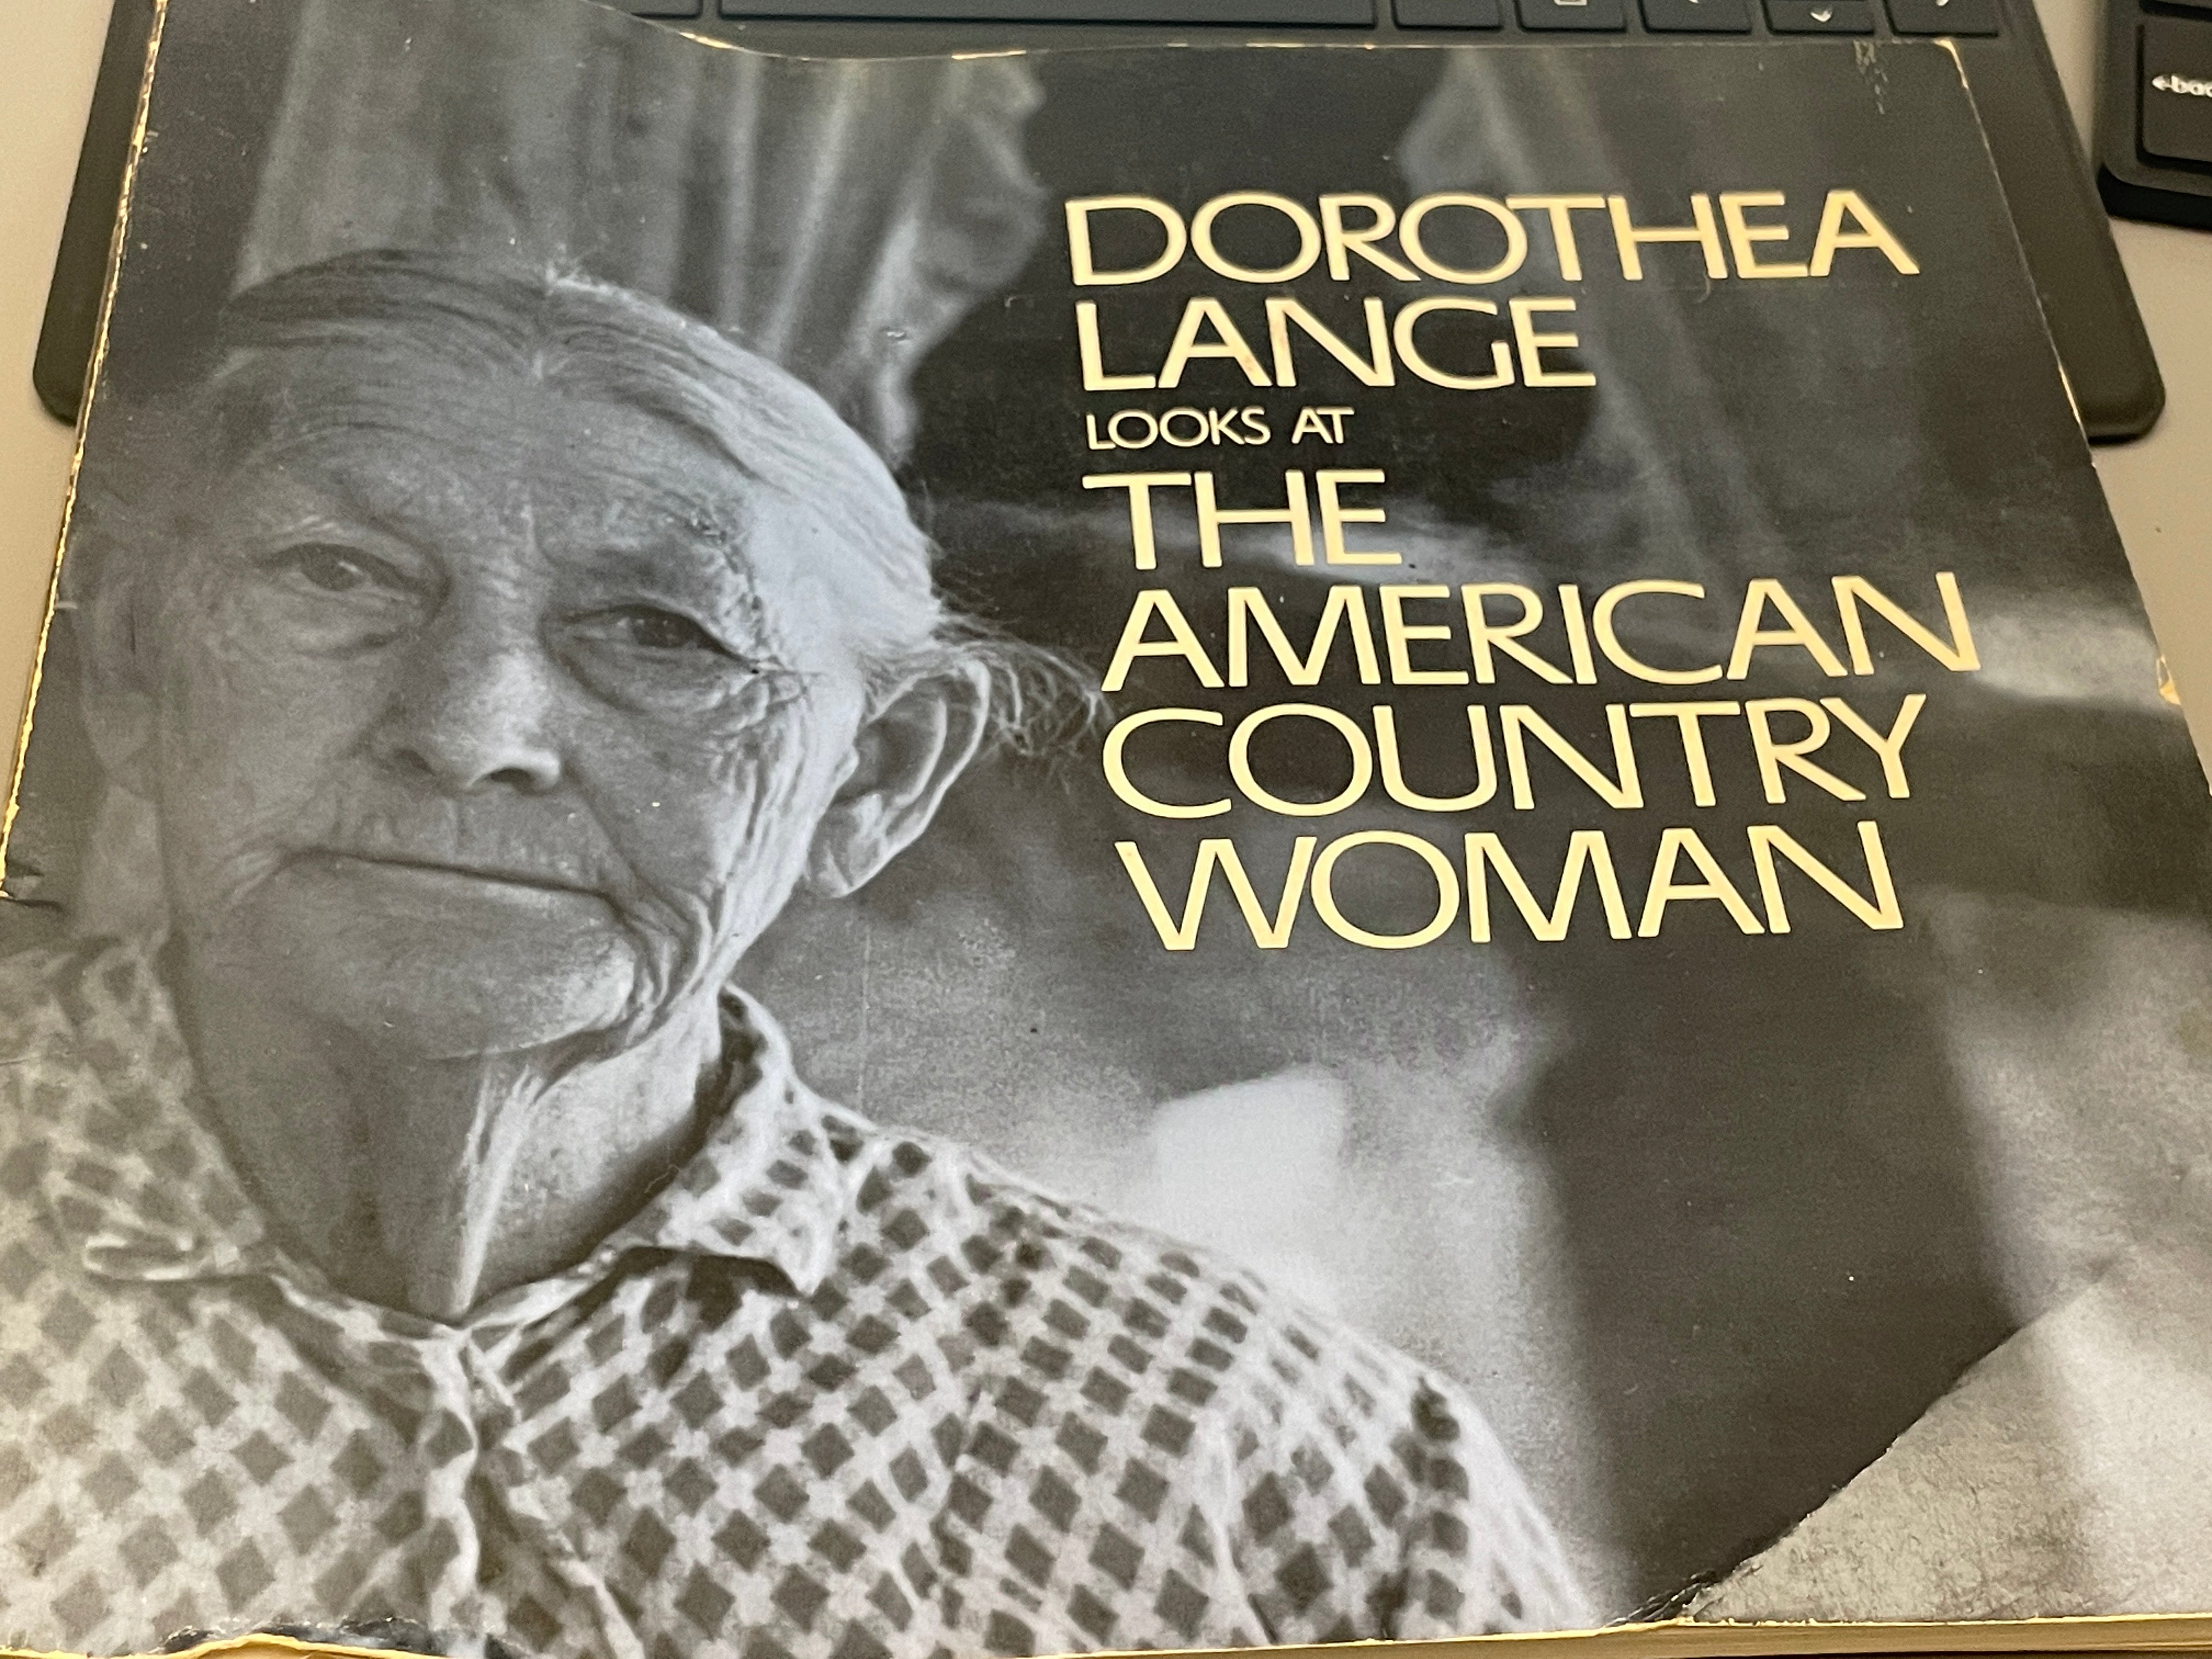 DOROTHEA
LANGE
LOOKS AT
THE
AMERICAN
COUNTRY
WOMAN